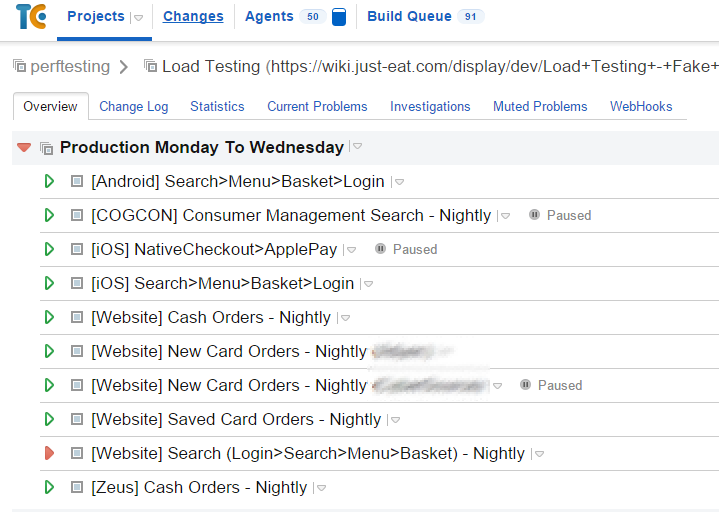 TC Projects Changes Agents 50 Build Queue 91
perftesting Load Testing (https://wiki.just-eat.com/display/dev/Load+Testing+-+Fake+
Overview Change Log Statistics Current Problems Investigations Muted Problems WebHooks
Production Monday To Wednesday
[Android] Search>Menu>Basket>Login
[COGCON] Consumer Management Search - Nightly Paused
[iOS] NativeCheckout>ApplePay Paused
[iOS] Search>Menu>Basket>Login
[Website] Cash Orders - Nightly
[Website] New Card Orders - Nightly
[Website] New Card Orders - Nightly Paused
[Website] Saved Card Orders - Nightly
[Website] Search (Login>Search>Menu>Basket) - Nightly
[Zeus] Cash Orders - Nightly